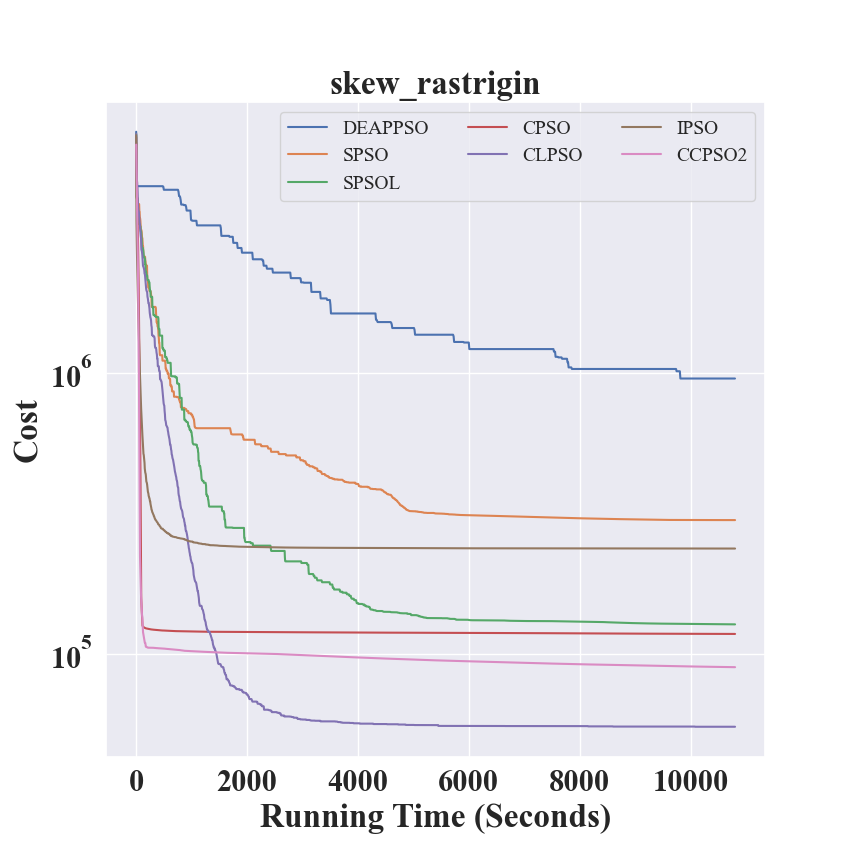 skew_rastrigin
DEAPPSO CPSO IPSO
SPSO CLPSO CCPSO2
SPSOL
10^6
10^5
Cost
0 2000 4000 6000 8000 10000
Running Time (Seconds)